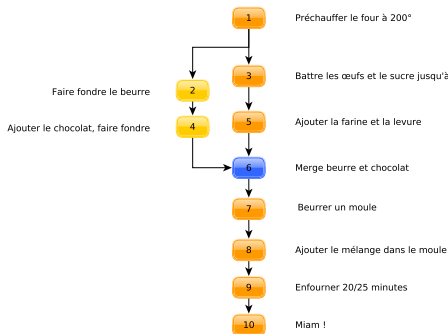 1 Préchauffer le four à 200°
Faire fondre le beurre 2
3 Battre les œufs et le sucre jusqu'à
Ajouter le chocolat, faire fondre 4
5 Ajouter la farine et la levure
6 Merge beurre et chocolat
7 Beurrer un moule
8 Ajouter le mélange dans le moule
9 Enfourner 20/25 minutes
10 Miam !